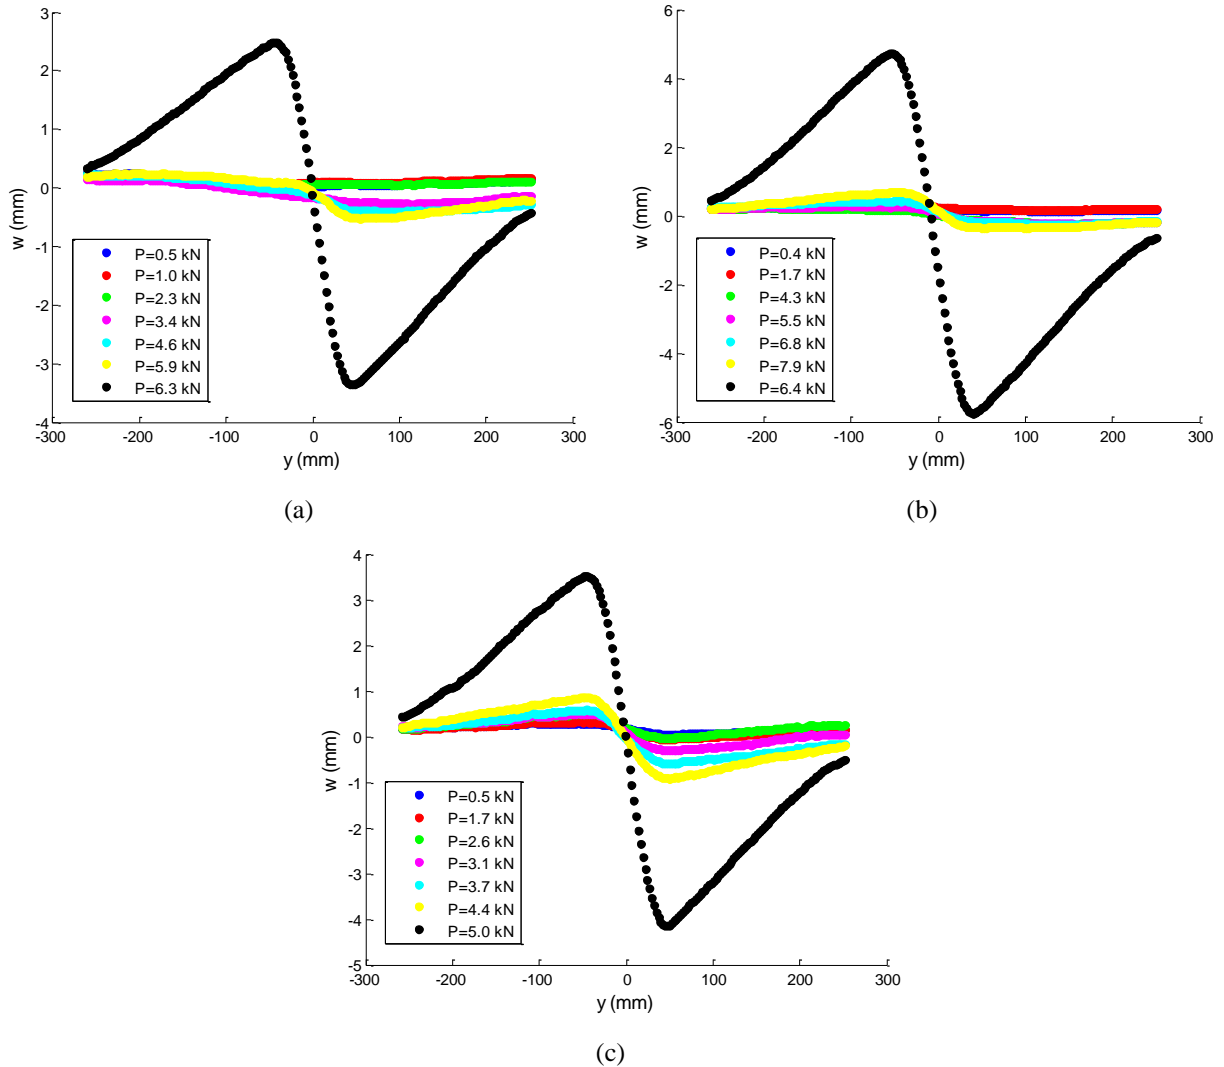 3
2
1
0
-1
-2
-3
-4
w (mm)
P=0.5 kN
P=1.0 kN
P=2.3 kN
P=3.4 kN
P=4.6 kN
P=5.9 kN
P=6.3 kN
-300 -200 -100 0 100 200 300
y (mm)
(a)
6
4
2
0
-2
-4
-6
w (mm)
P=0.4 kN
P=1.7 kN
P=4.3 kN
P=5.5 kN
P=6.8 kN
P=7.9 kN
P=6.4 kN
-300 -200 -100 0 100 200 300
y (mm)
(b)
4
3
2
1
0
-1
-2
-3
-4
-5
w (mm)
P=0.5 kN
P=1.7 kN
P=2.6 kN
P=3.1 kN
P=3.7 kN
P=4.4 kN
P=5.0 kN
-300 -200 -100 0 100 200 300
y (mm)
(c)